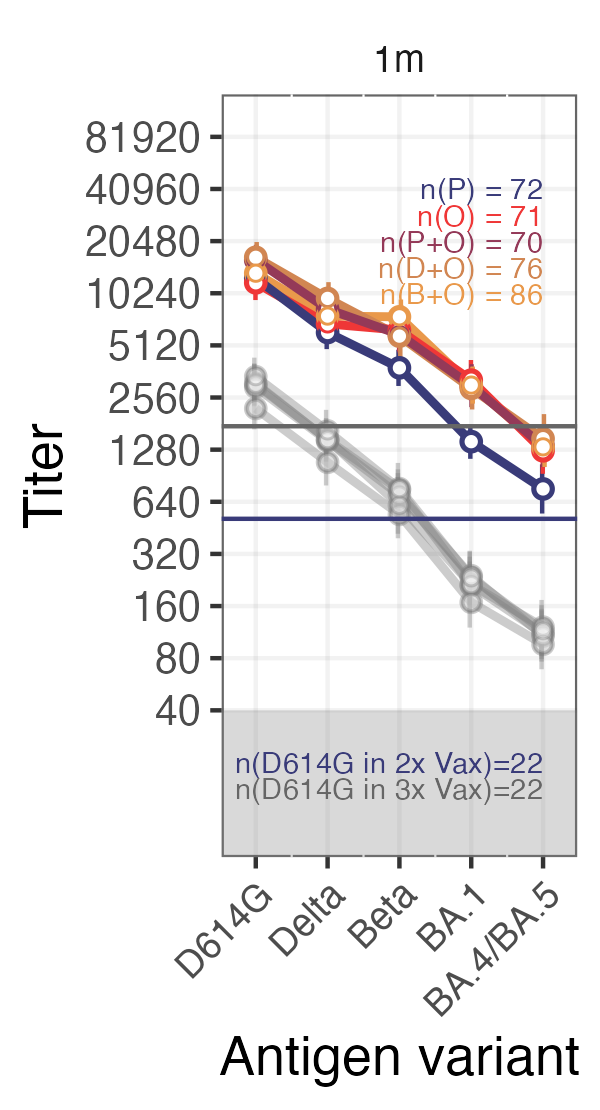 1m
Titer
81920
40960
20480
10240
5120
2560
1280
640
320
160
80
40
n(P) = 72
n(O) = 71
n(P+O) = 70
n(D+O) = 76
n(B+O) = 86
n(D614G in 2x Vax)=22
n(D614G in 3x Vax)=22
D614G
Delta
Beta
BA.1
BA.4/BA.5
Antigen variant